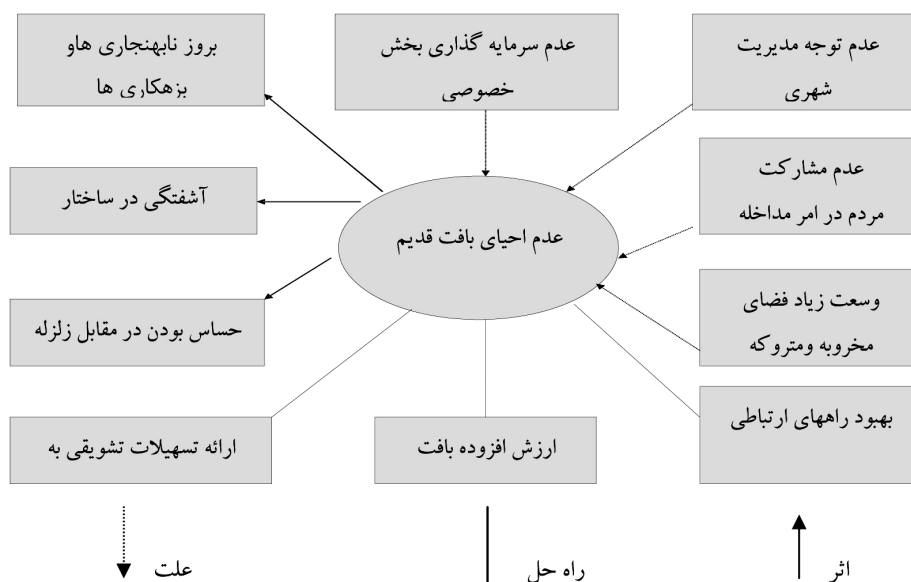 عدم توجه مدیریت
شهری
عدم سرمایه گذاری بخش
خصوصی
بروز نابهنجاری هاو
بزهکاری ها
عدم مشارکت
مردم در امر مداخله
آشفتگی در ساختار
عدم احیای بافت قدیم
وسعت زیاد فضای
مخروبه ومتروکه
حساس بودن در مقابل زلزله
بهبود راههای ارتباطی
ارزش افزوده بافت
ارائه تسهیلات تشویقی به
اثر
راه حل
علت